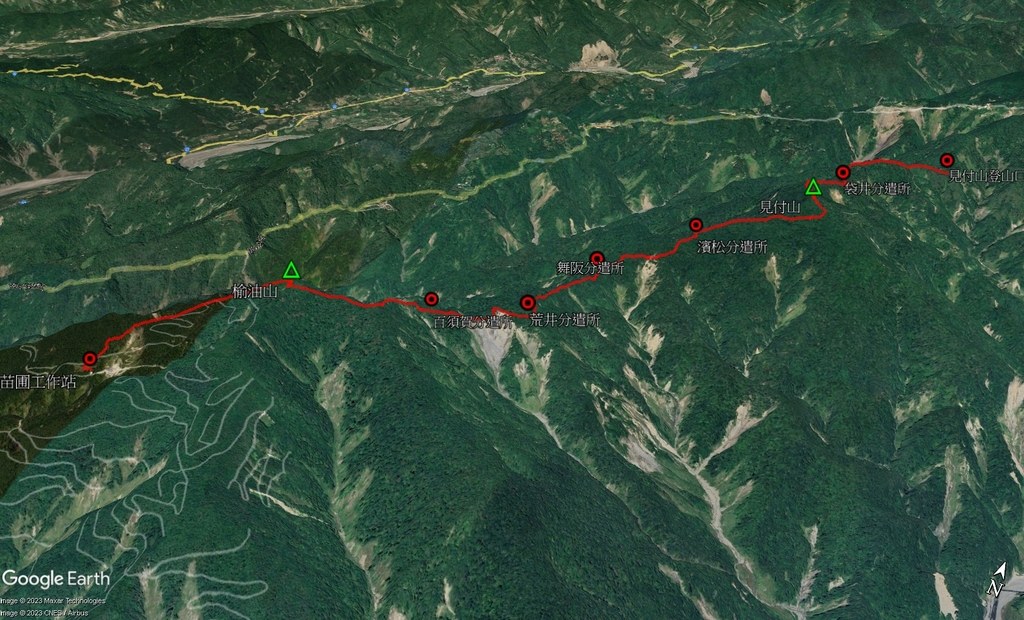 見付山登山口
袋井分遣所
見付山
濱松分遣所
舞阪分遣所
榆油山
百須賀分遣所
荒井分遣所
苗圃工作站
Google Earth
Image © 2023 Maxar Technologies
Image © 2023 CNES / Airbus
N